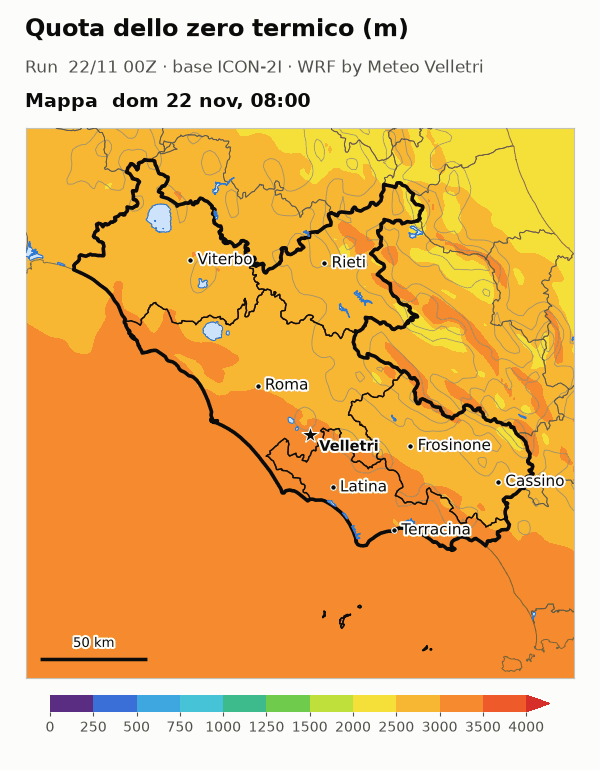 Quota dello zero termico (m)
Run  22/11 00Z · base ICON-2I · WRF by Meteo Velletri
Mappa  dom 22 nov, 08:00
Viterbo
Rieti
Roma
Velletri
Frosinone
Cassino
Latina
Terracina
50 km
0 250 500 750 1000 1250 1500 2000 2500 3000 3500 4000